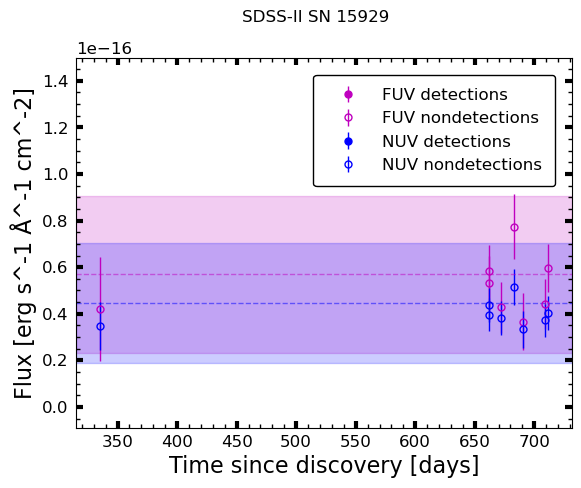 SDSS-II SN 15929
1e−16
FUV detections
FUV nondetections
NUV detections
NUV nondetections
Flux [erg s^-1 Å^-1 cm^-2]
1.4
1.2
1.0
0.8
0.6
0.4
0.2
0.0
350 400 450 500 550 600 650 700
Time since discovery [days]